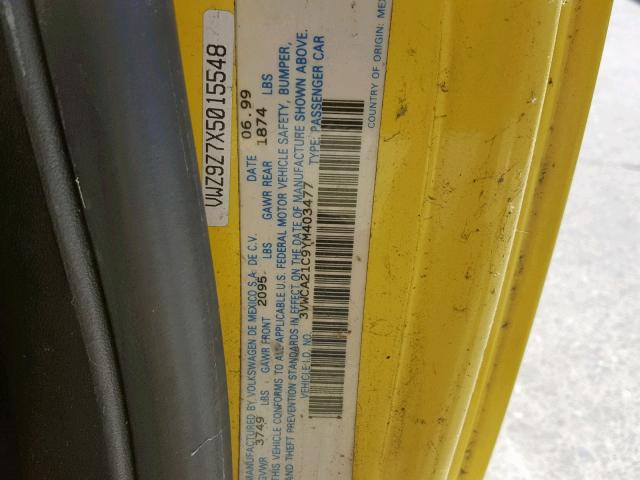 VWZ9Z7X5015548
MANUFACTURED BY VOLKSWAGEN DE MEXICO S.A. DE C.V. DATE 06.99
GVWR 3749 LBS GAWR FRONT 2095 LBS GAWR REAR 1874 LBS
THIS VEHICLE CONFORMS TO ALL APPLICABLE U.S. FEDERAL MOTOR VEHICLE SAFETY, BUMPER,
AND THEFT PREVENTION STANDARDS IN EFFECT ON THE DATE OF MANUFACTURE SHOWN ABOVE.
VEHICLE I.D. NO. 3VWCA21C9YM403477 TYPE: PASSENGER CAR
COUNTRY OF ORIGIN: MEX